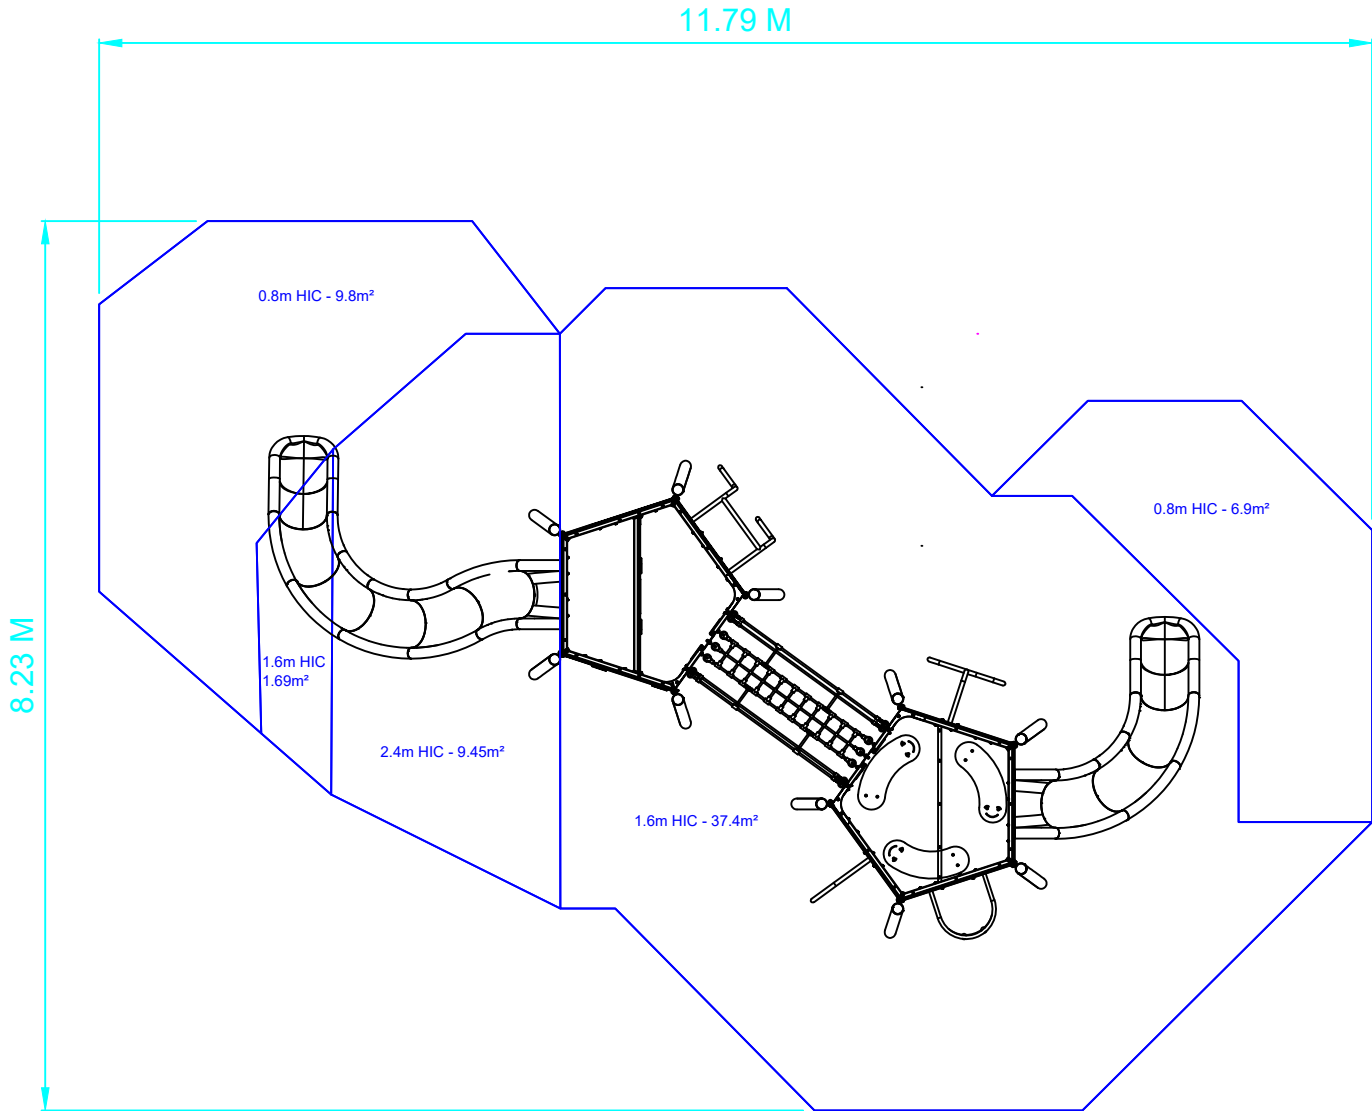 11.79 M
0.8m HIC - 9.8m²
0.8m HIC - 6.9m²
8.23 M
1.6m HIC
1.69m²
2.4m HIC - 9.45m²
1.6m HIC - 37.4m²